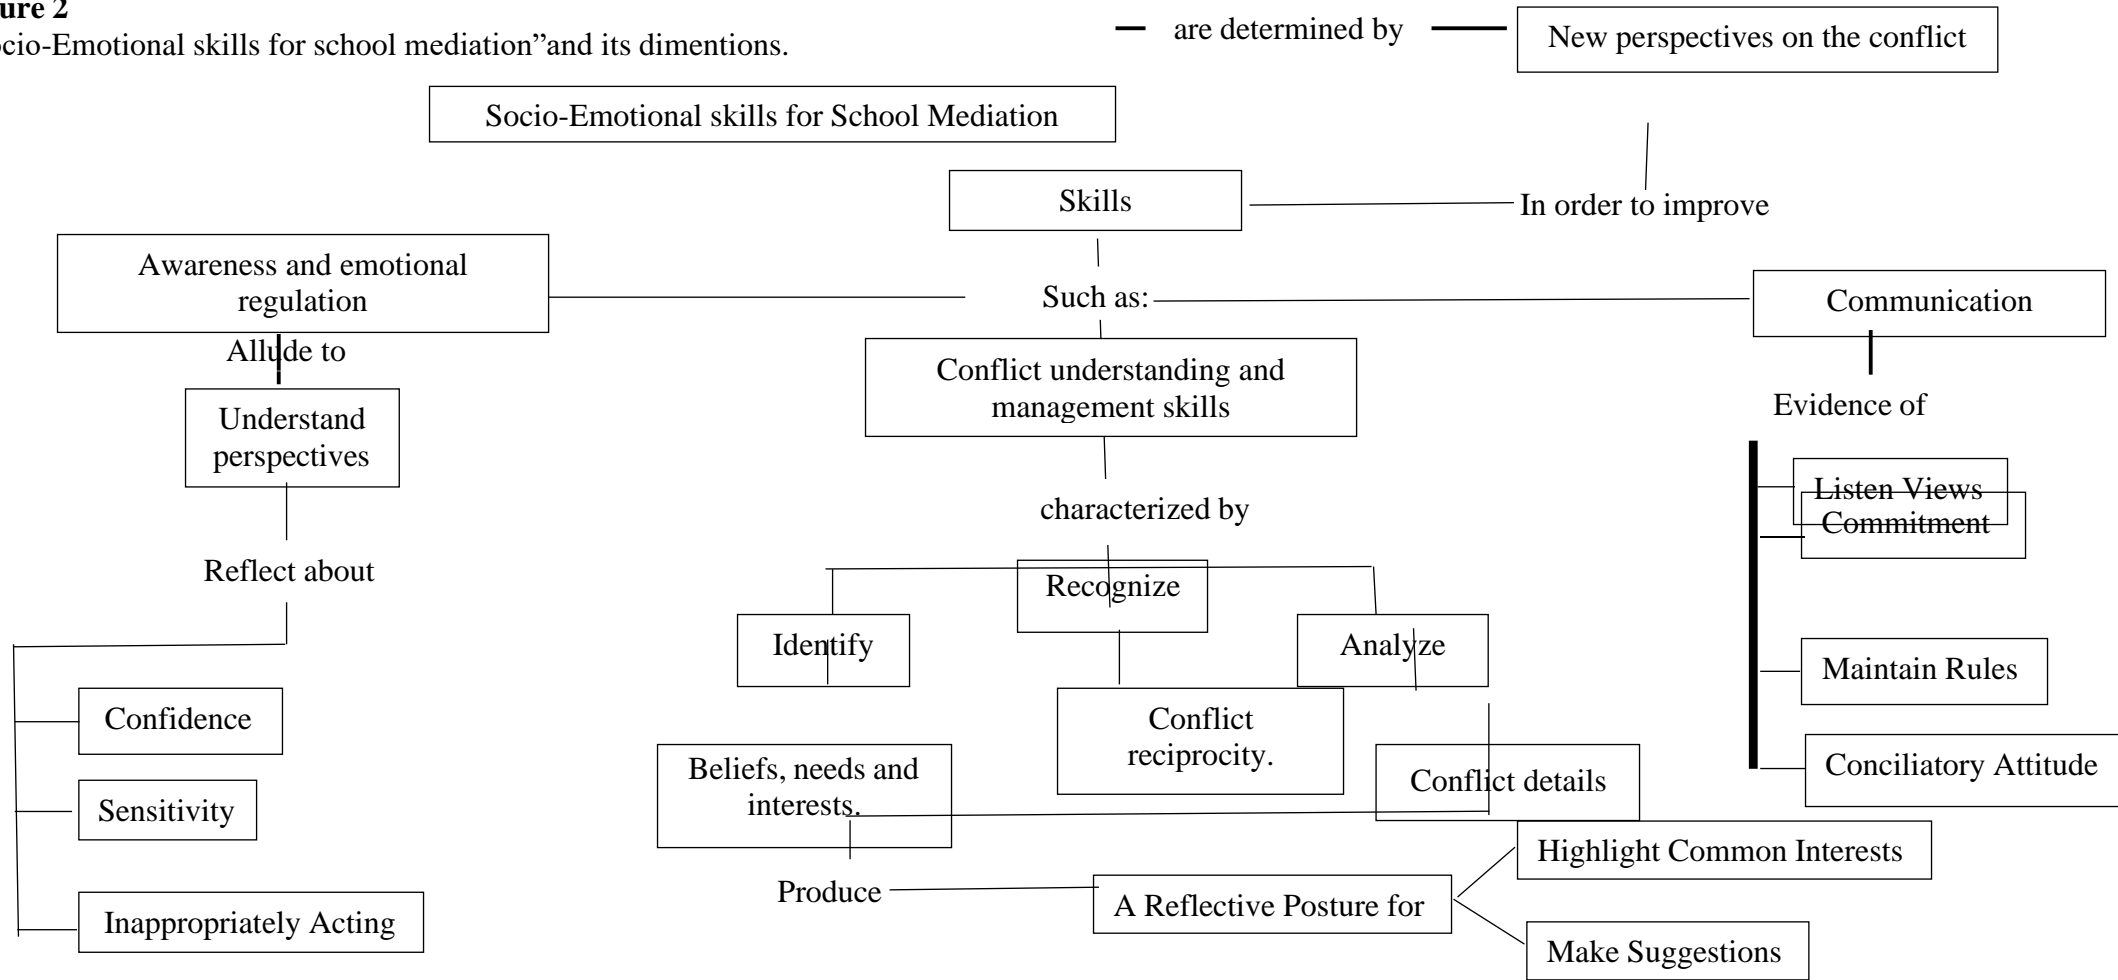 ure 2
cio-Emotional skills for school mediation”and its dimentions.
are determined by
New perspectives on the conflict
Socio-Emotional skills for School Mediation
Skills
In order to improve
Awareness and emotional
regulation
Such as:
Communication
Allude to
Conflict understanding and
management skills
Understand
perspectives
Evidence of
Listen Views
Commitment
characterized by
Reflect about
Recognize
Identify
Analyze
Maintain Rules
Confidence
Conflict
reciprocity.
Beliefs, needs and
interests.
Conflict details
Conciliatory Attitude
Sensitivity
Highlight Common Interests
Produce
A Reflective Posture for
Inappropriately Acting
Make Suggestions